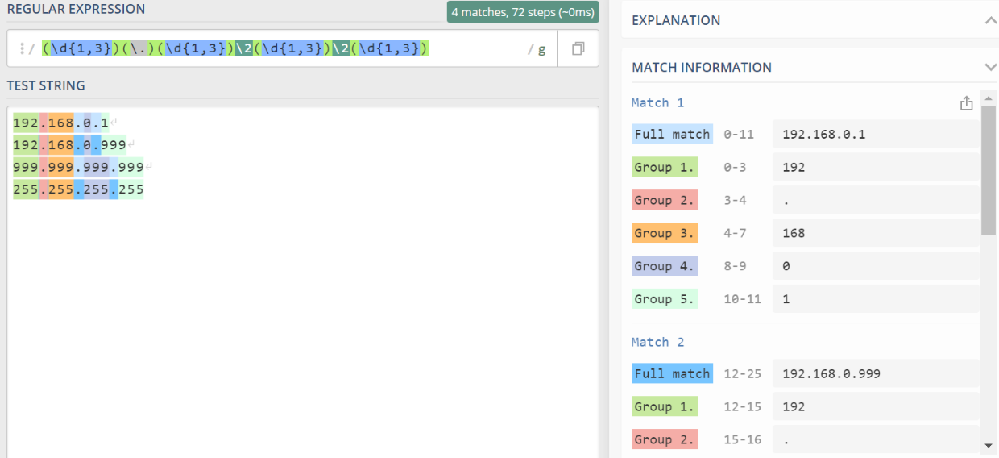 REGULAR EXPRESSION
4 matches, 72 steps (~0ms)
/ (\d{1,3})(\.)(\d{1,3})\2(\d{1,3})\2(\d{1,3}) / g
TEST STRING
192.168.0.1↵
192.168.0.999↵
999.999.999.999↵
255.255.255.255
EXPLANATION
MATCH INFORMATION
Match 1
Full match 0-11 192.168.0.1
Group 1. 0-3 192
Group 2. 3-4 .
Group 3. 4-7 168
Group 4. 8-9 0
Group 5. 10-11 1
Match 2
Full match 12-25 192.168.0.999
Group 1. 12-15 192
Group 2. 15-16 .